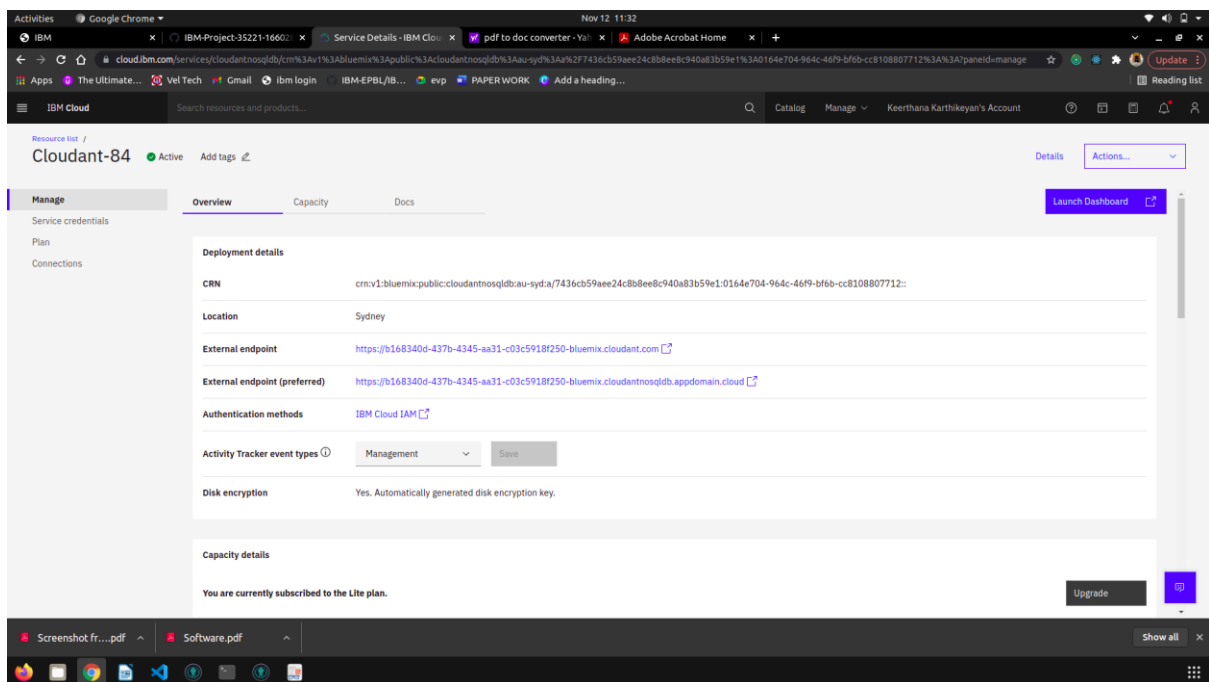 Activities Google Chrome Nov 12 11:32
IBM IBM-Project-35221-16602 Service Details - IBM Clou pdf to doc converter - Yah Adobe Acrobat Home
cloud.ibm.com/services/cloudantnosqldb/crn%3Av1%3Abluemix%3Apublic%3Acloudantnosqldb%3Aau-syd%3Aa%2F7436cb59aee24c8b8ee8c940a83b59e1%3A0164e704-964c-46f9-bf6b-cc8108807712%3A%3A?paneId=manage Update
Apps The Ultimate... Vel Tech Gmail ibm login IBM-EPBL/IB... evp PAPER WORK Add a heading... Reading list
IBM Cloud Search resources and products... Catalog Manage Keerthana Karthikeyan's Account
Resource list /
Cloudant-84 Active Add tags Details Actions...
Manage Overview Capacity Docs Launch Dashboard
Service credentials
Plan
Connections
Deployment details
CRN crn:v1:bluemix:public:cloudantnosqldb:au-syd:a/7436cb59aee24c8b8ee8c940a83b59e1:0164e704-964c-46f9-bf6b-cc8108807712::
Location Sydney
External endpoint https://b168340d-437b-4345-aa31-c03c5918f250-bluemix.cloudant.com
External endpoint (preferred) https://b168340d-437b-4345-aa31-c03c5918f250-bluemix.cloudantnosqldb.appdomain.cloud
Authentication methods IBM Cloud IAM
Activity Tracker event types Management Save
Disk encryption Yes. Automatically generated disk encryption key.
Capacity details
You are currently subscribed to the Lite plan. Upgrade
Screenshot fr....pdf Software.pdf Show all